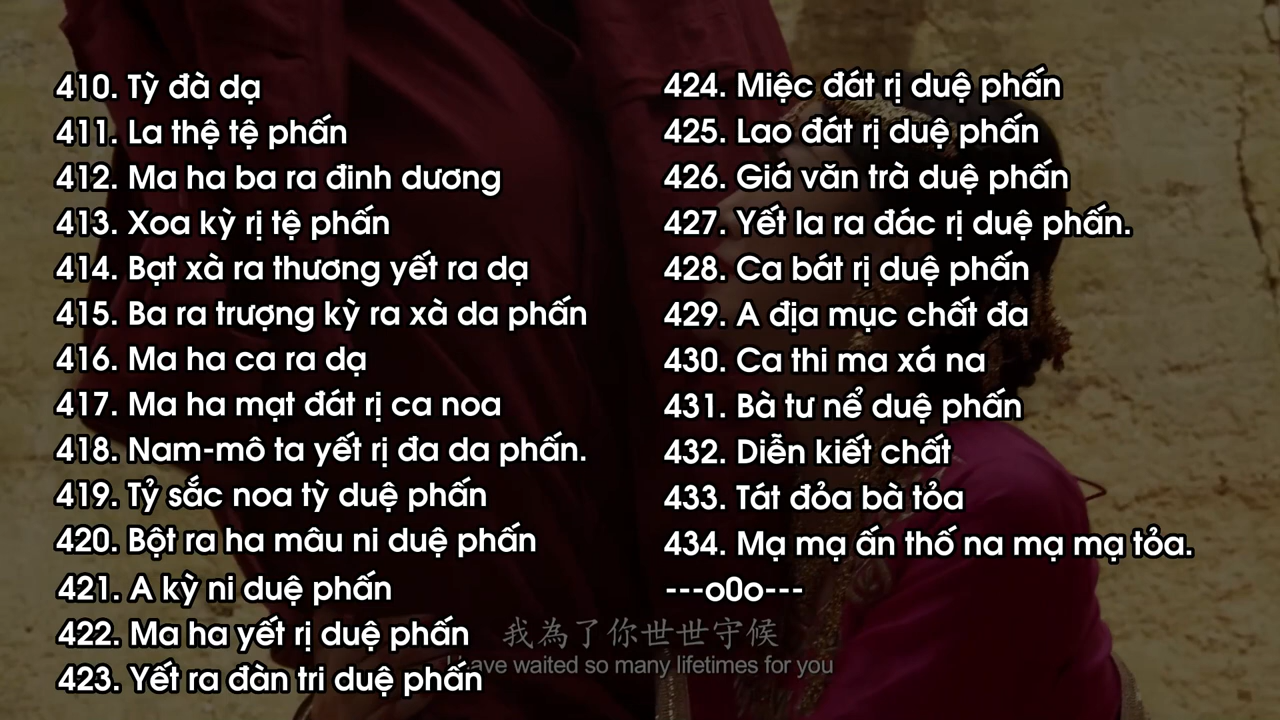 410. Tỳ đà dạ
411. La thệ tệ phấn
412. Ma ha ba ra đinh dương
413. Xoa kỳ rị tệ phấn
414. Bạt xà ra thương yết ra dạ
415. Ba ra trượng kỳ ra xà da phấn
416. Ma ha ca ra dạ
417. Ma ha mạt đát rị ca noa
418. Nam-mô ta yết rị đa da phấn.
419. Tỷ sắc noa tỳ duệ phấn
420. Bột ra ha mâu ni duệ phấn
421. A kỳ ni duệ phấn
422. Ma ha yết rị duệ phấn
423. Yết ra đàn tri duệ phấn
424. Miệc đát rị duệ phấn
425. Lao đát rị duệ phấn
426. Giá văn trà duệ phấn
427. Yết la ra đác rị duệ phấn.
428. Ca bát rị duệ phấn
429. A địa mục chất đa
430. Ca thi ma xá na
431. Bà tư nể duệ phấn
432. Diễn kiết chất
433. Tát đỏa bà tỏa
434. Mạ mạ ấn thố na mạ mạ tỏa.
---o0o---
我為了你世世守候
I have waited so many lifetimes for you